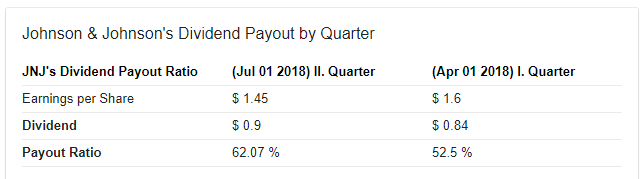 Johnson & Johnson's Dividend Payout by Quarter
JNJ's Dividend Payout Ratio (Jul 01 2018) II. Quarter (Apr 01 2018) I. Quarter
Earnings per Share $ 1.45 $ 1.6
Dividend $ 0.9 $ 0.84
Payout Ratio 62.07 % 52.5 %